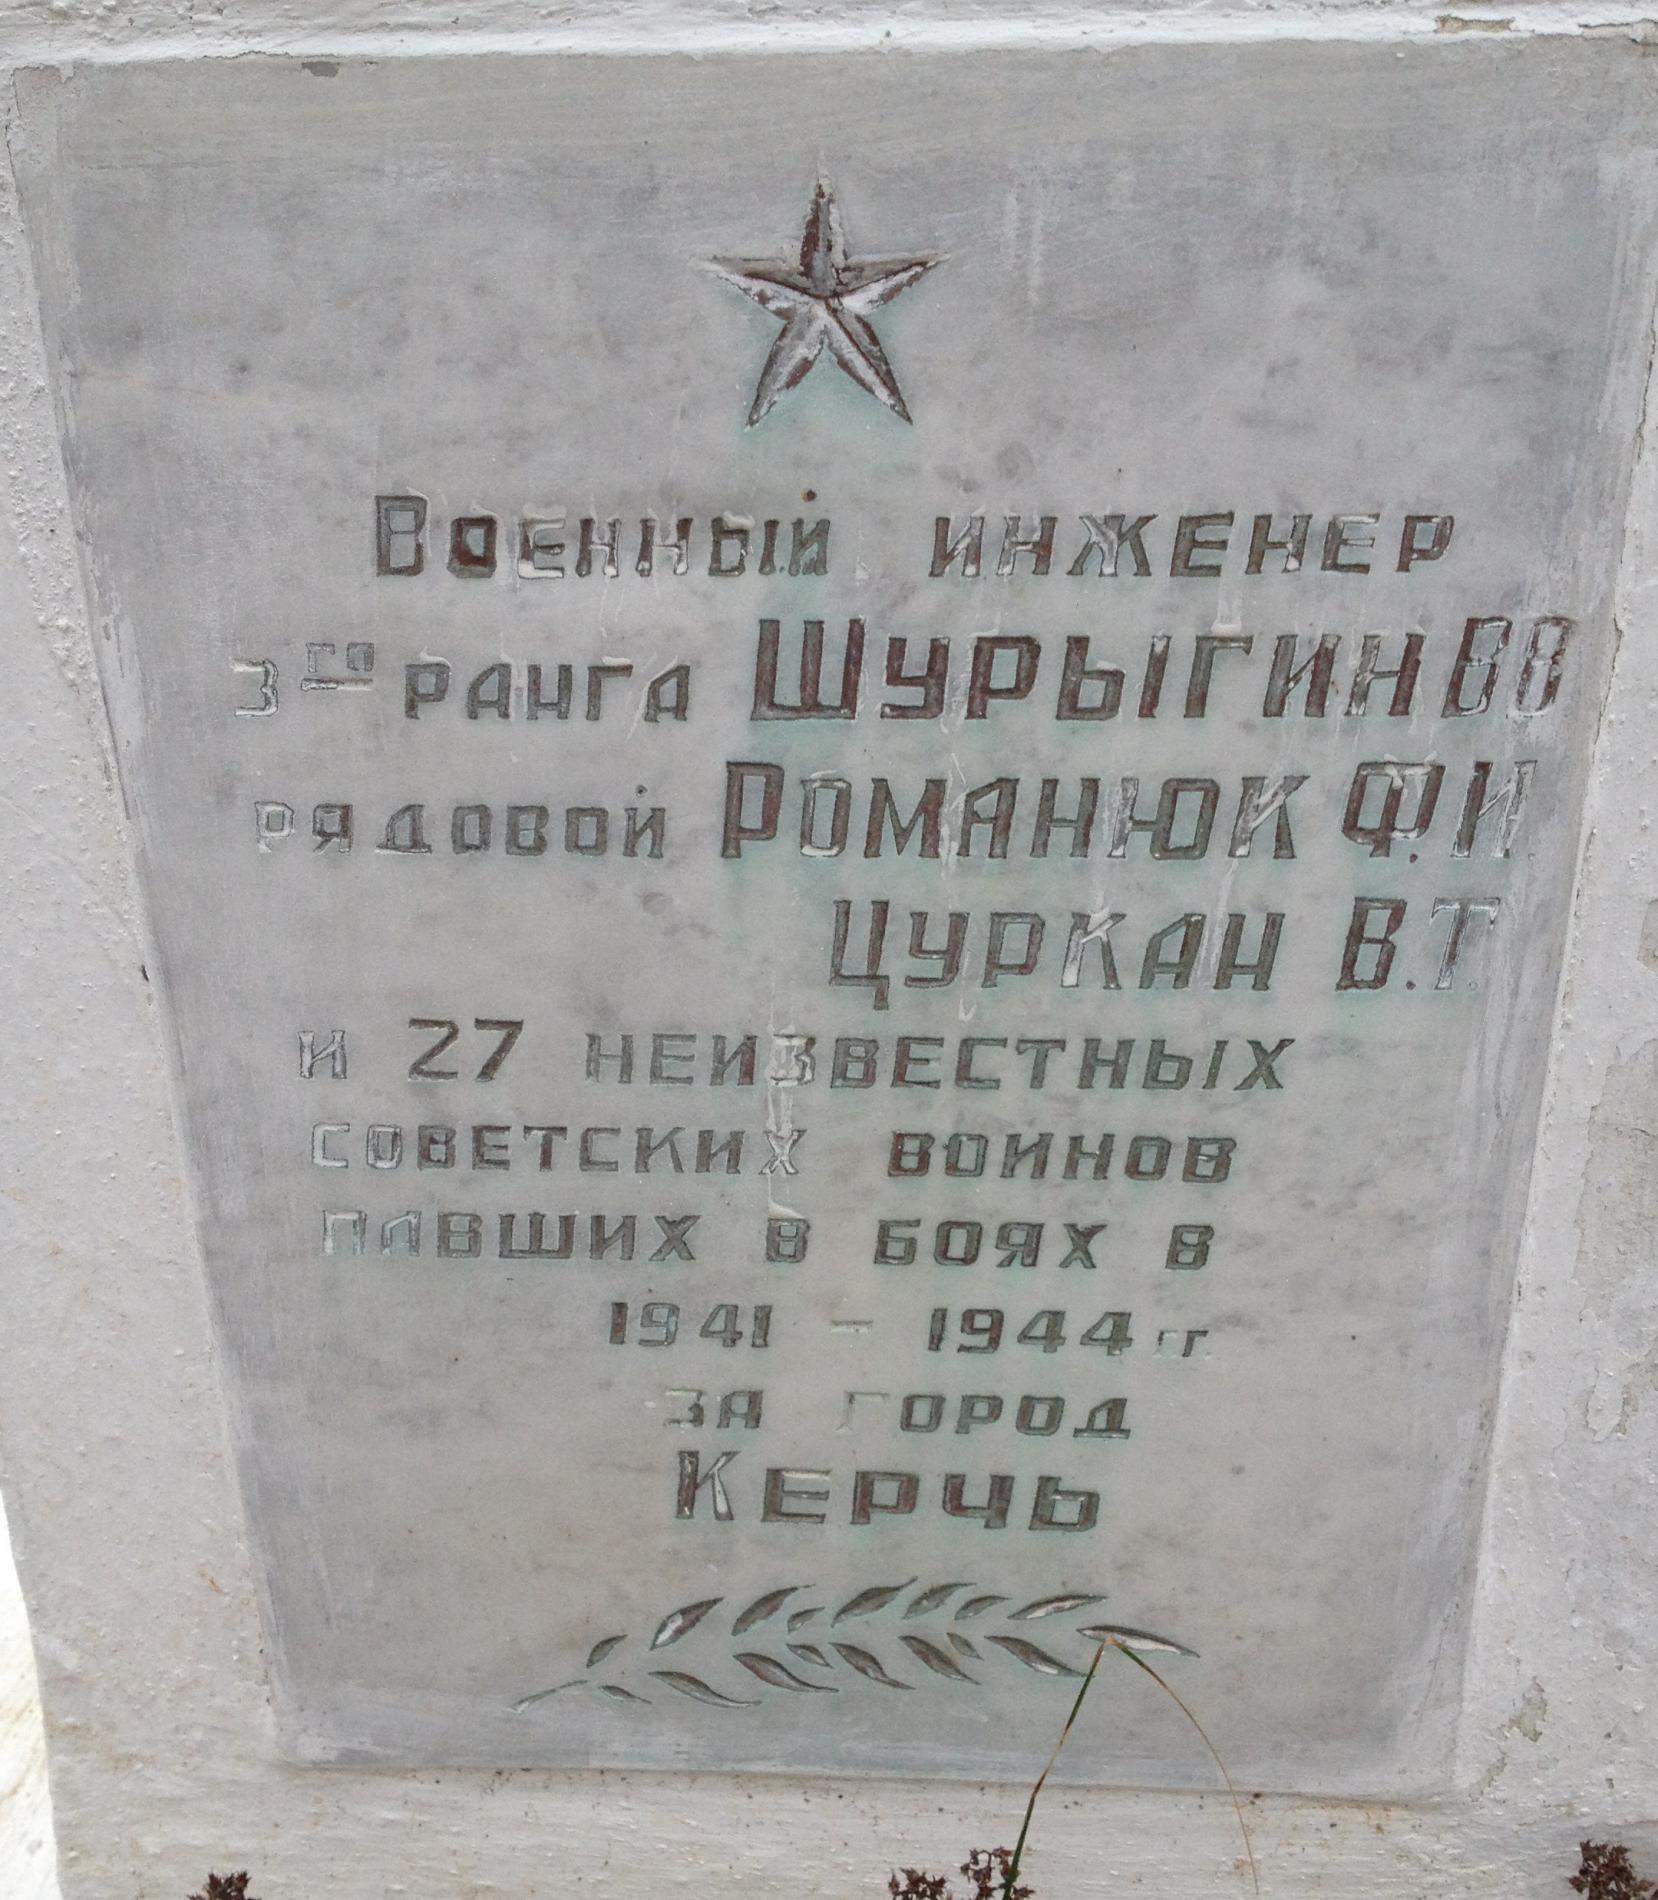 Военный инженер
3го ранга Шурыгин В В
рядовой Романюк Ф.И.
Цуркан В.Т.
и 27 неизвестных
советских воинов
павших в боях в
1941 - 1944 гг.
за город
Керчь